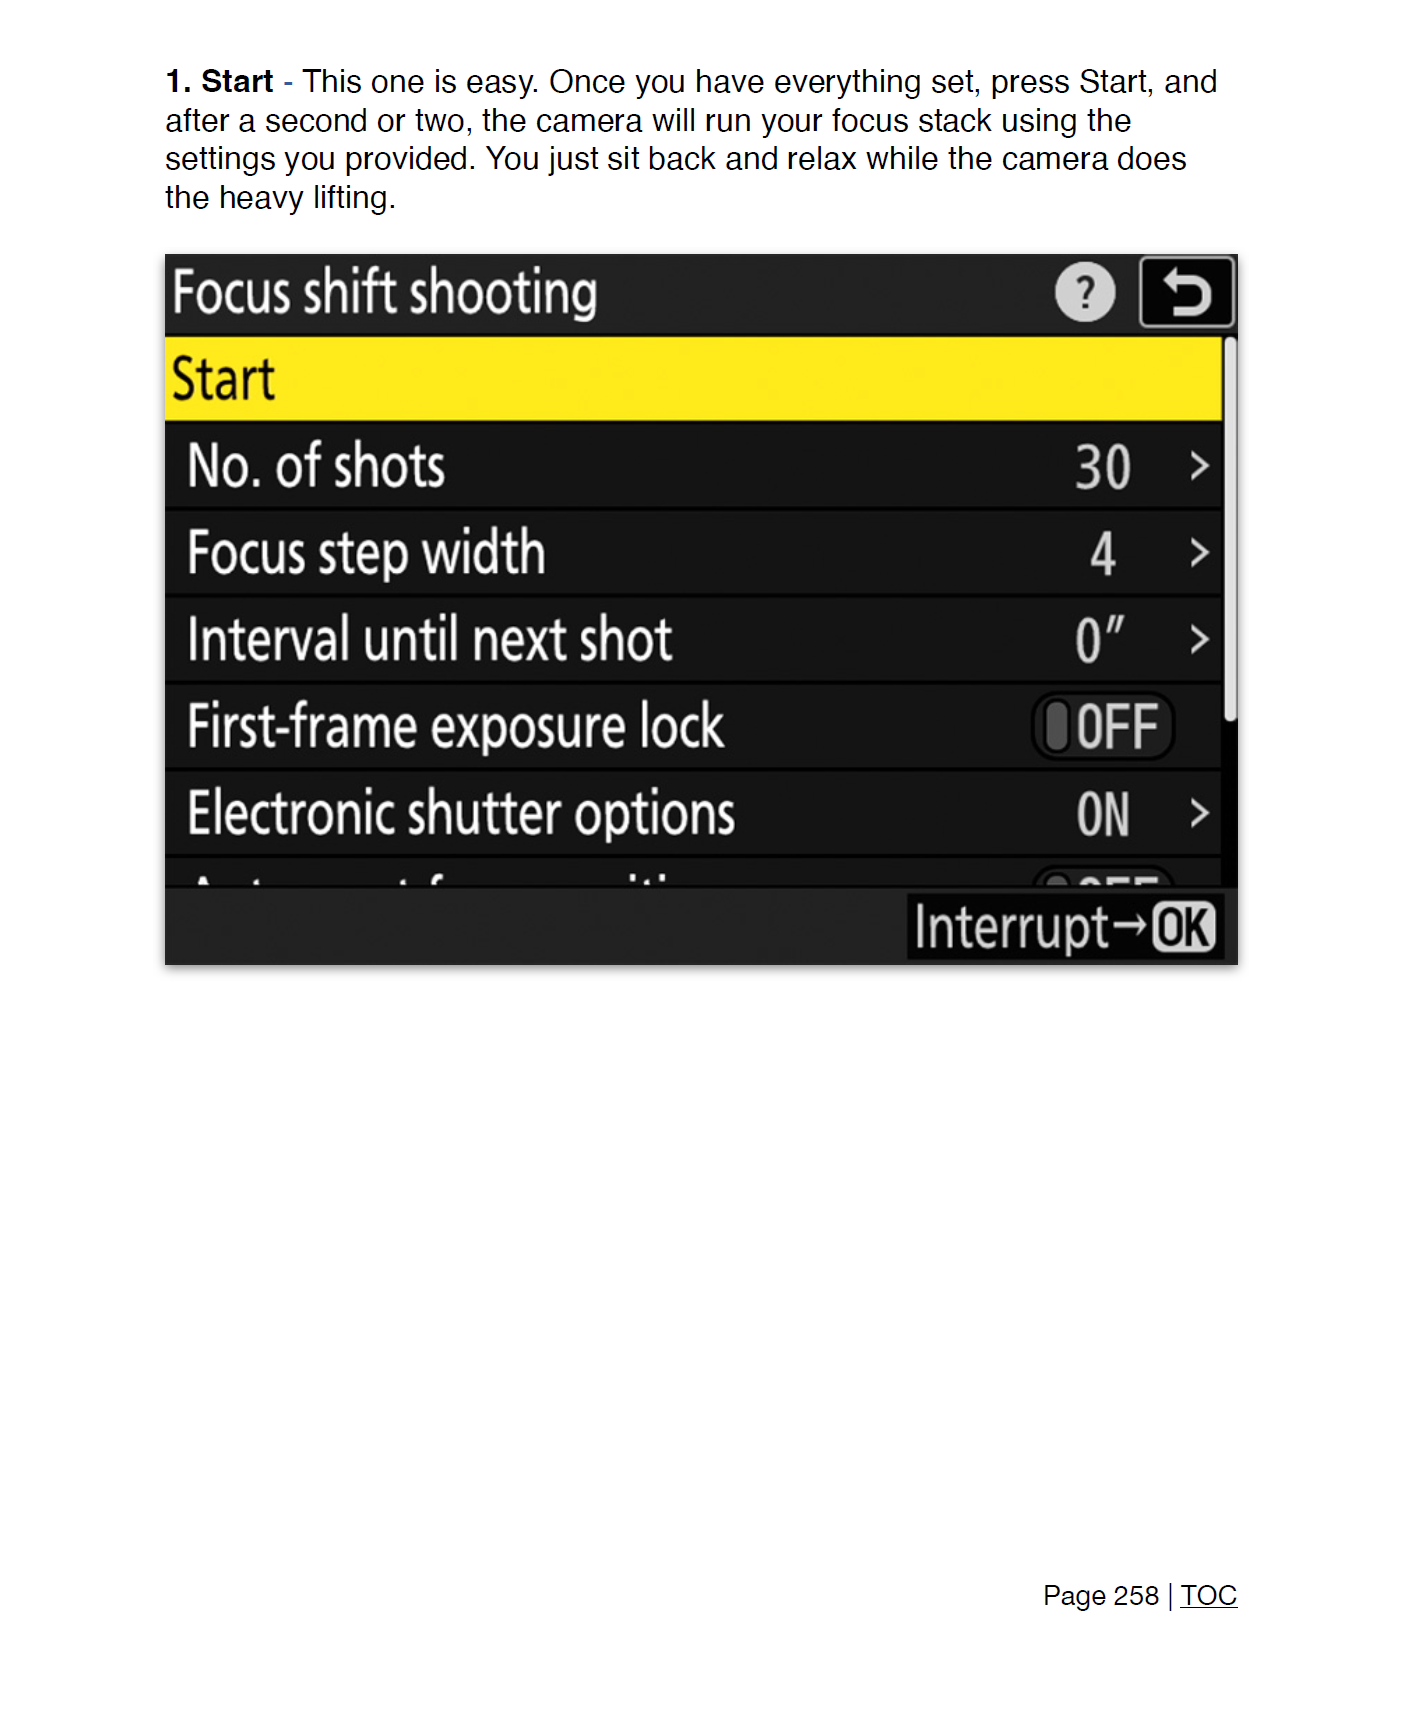 1. Start - This one is easy. Once you have everything set, press Start, and
after a second or two, the camera will run your focus stack using the
settings you provided. You just sit back and relax while the camera does
the heavy lifting.
Focus shift shooting ?
Start
No. of shots 30 >
Focus step width 4 >
Interval until next shot 0″ >
First-frame exposure lock OFF
Electronic shutter options ON >
Interrupt→OK
Page 258 | TOC